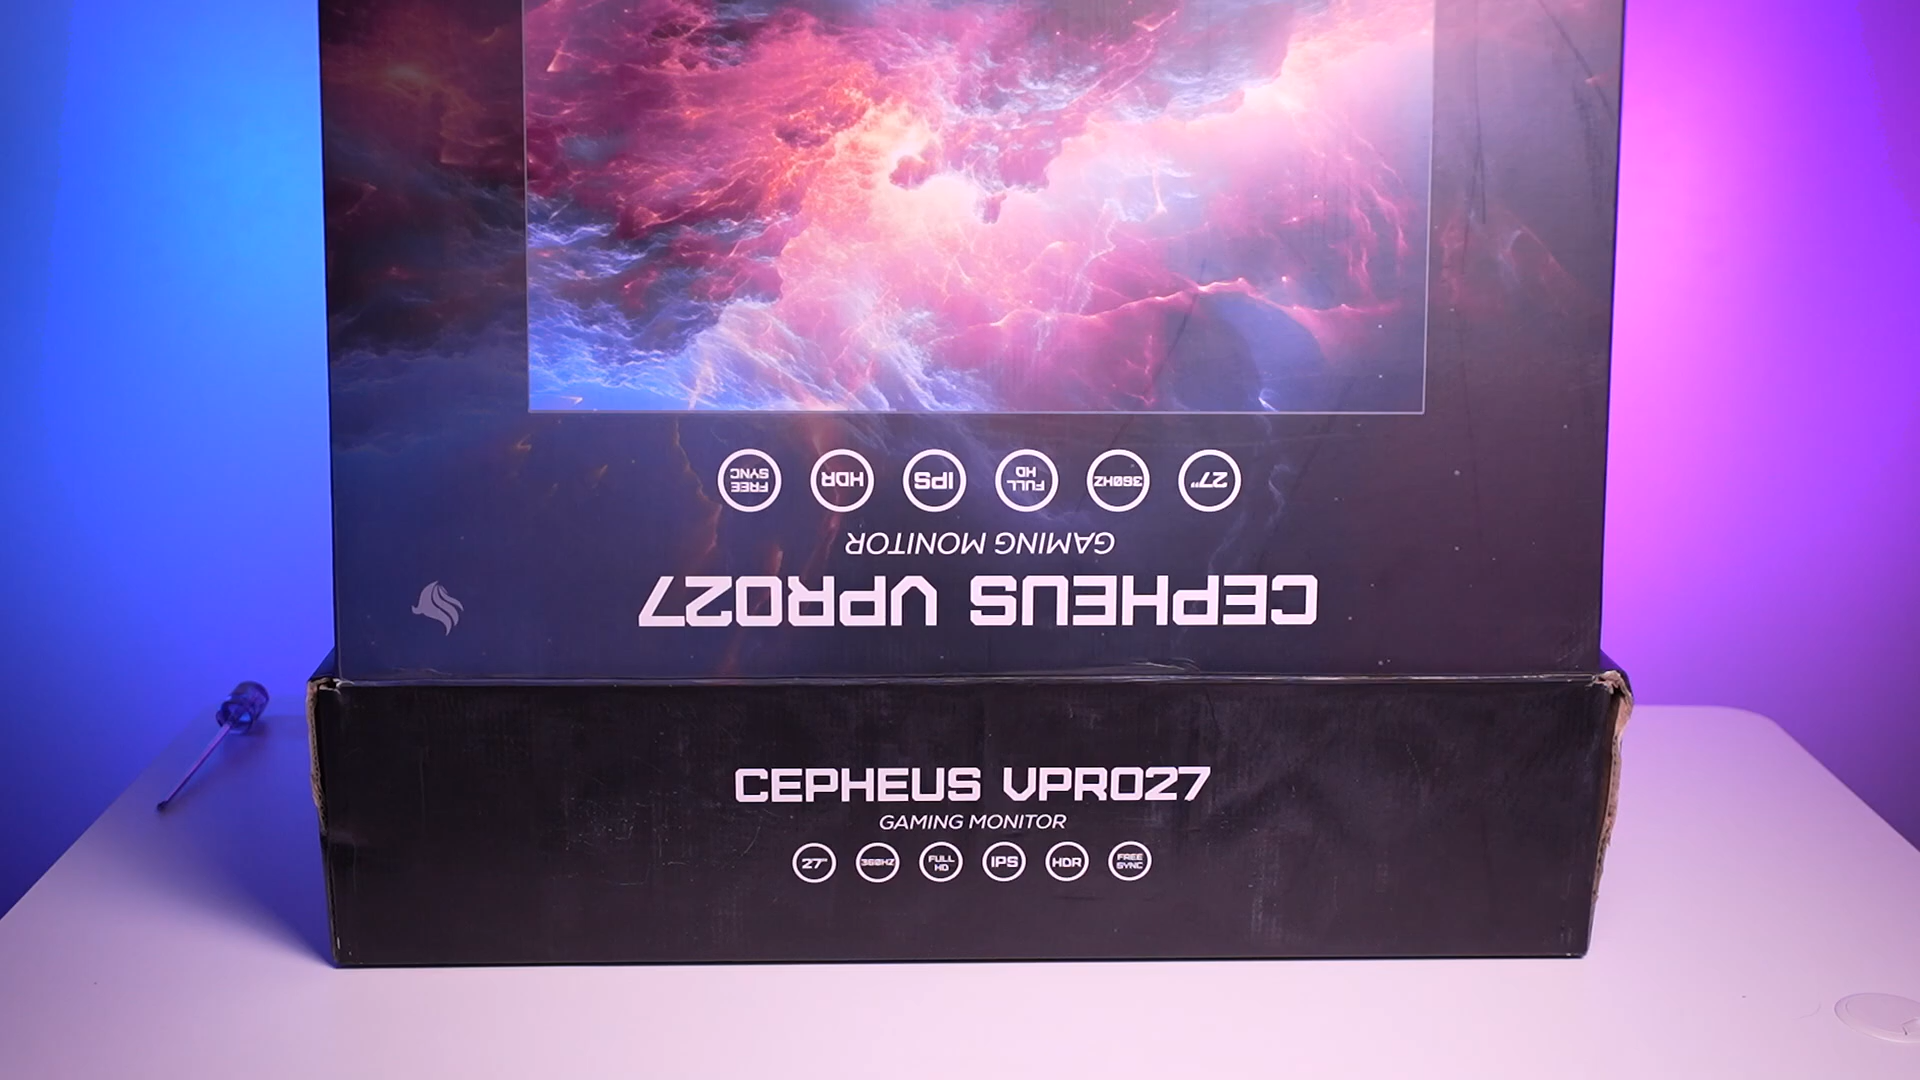 FREE SYNC HDR IPS FULL HD 360HZ 27"
GAMING MONITOR
CEPHEUS VPRO27
CEPHEUS VPRO27
GAMING MONITOR
27" 360HZ FULL HD IPS HDR FREE SYNC